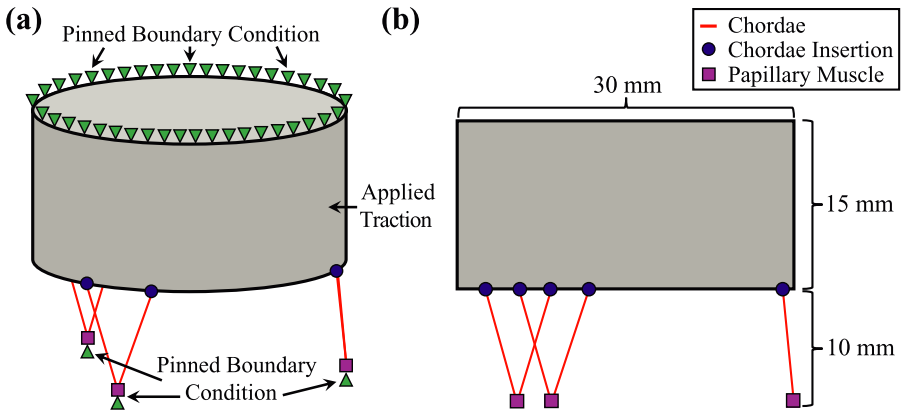 (a)
Pinned Boundary Condition
Applied
Traction
Pinned Boundary
Condition
(b)
Chordae
Chordae Insertion
Papillary Muscle
30 mm
15 mm
10 mm